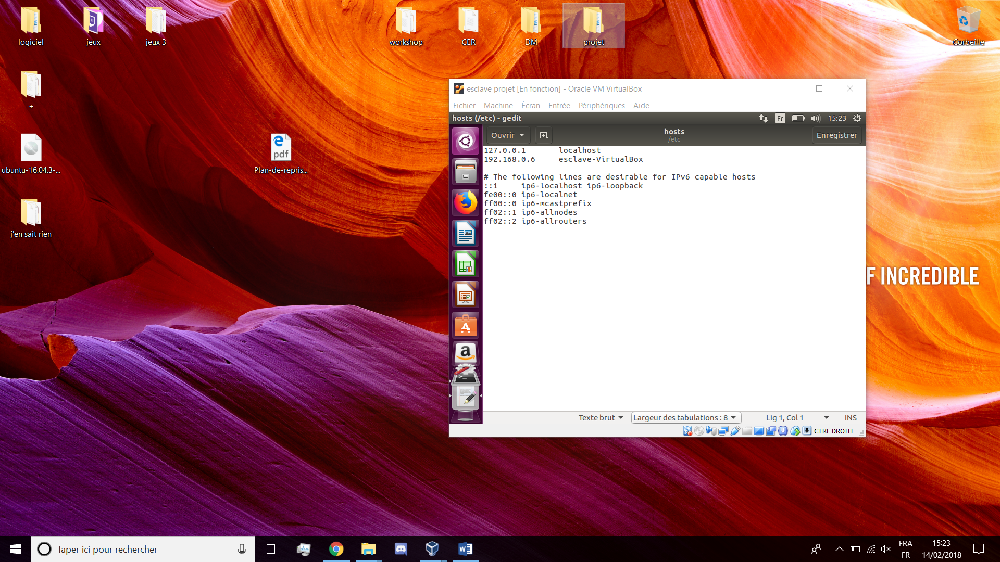 logiciel
jeux
jeux 3
workshop
CER
DM
projet
Corbeille
+
ubuntu-16.04.3-...
pdf
Plan-de-repris...
j'en sait rien
esclave projet [En fonction] - Oracle VM VirtualBox
Fichier Machine Écran Entrée Périphériques Aide
hosts (/etc) - gedit
Fr
15:23
Ouvrir
hosts
/etc
Enregistrer
127.0.0.1 localhost
192.168.0.6 esclave-VirtualBox
# The following lines are desirable for IPv6 capable hosts
::1 ip6-localhost ip6-loopback
fe00::0 ip6-localnet
ff00::0 ip6-mcastprefix
ff02::1 ip6-allnodes
ff02::2 ip6-allrouters
Texte brut
Largeur des tabulations : 8
Lig 1, Col 1
INS
CTRL DROITE
F INCREDIBLE
Taper ici pour rechercher
FRA
FR
15:23
14/02/2018